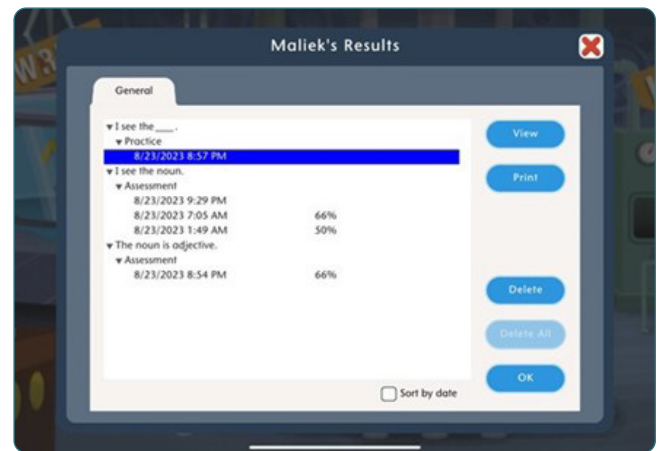 Maliek's Results
General
▼ I see the___.
▼ Practice
8/23/2023 8:57 PM
▼ I see the noun.
▼ Assessment
8/23/2023 9:29 PM
8/23/2023 7:05 AM 66%
8/23/2023 1:49 AM 50%
▼ The noun is adjective.
▼ Assessment
8/23/2023 8:54 PM 66%
View
Print
Delete
Delete All
OK
Sort by date